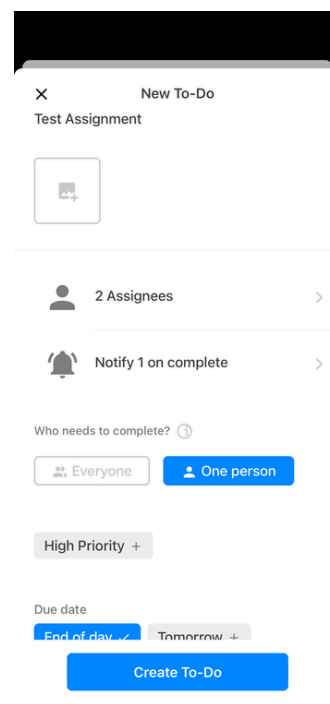 New To-Do
Test Assignment
2 Assignees
Notify 1 on complete
Who needs to complete?
Everyone
One person
High Priority +
Due date
End of day ✓
Tomorrow +
Create To-Do